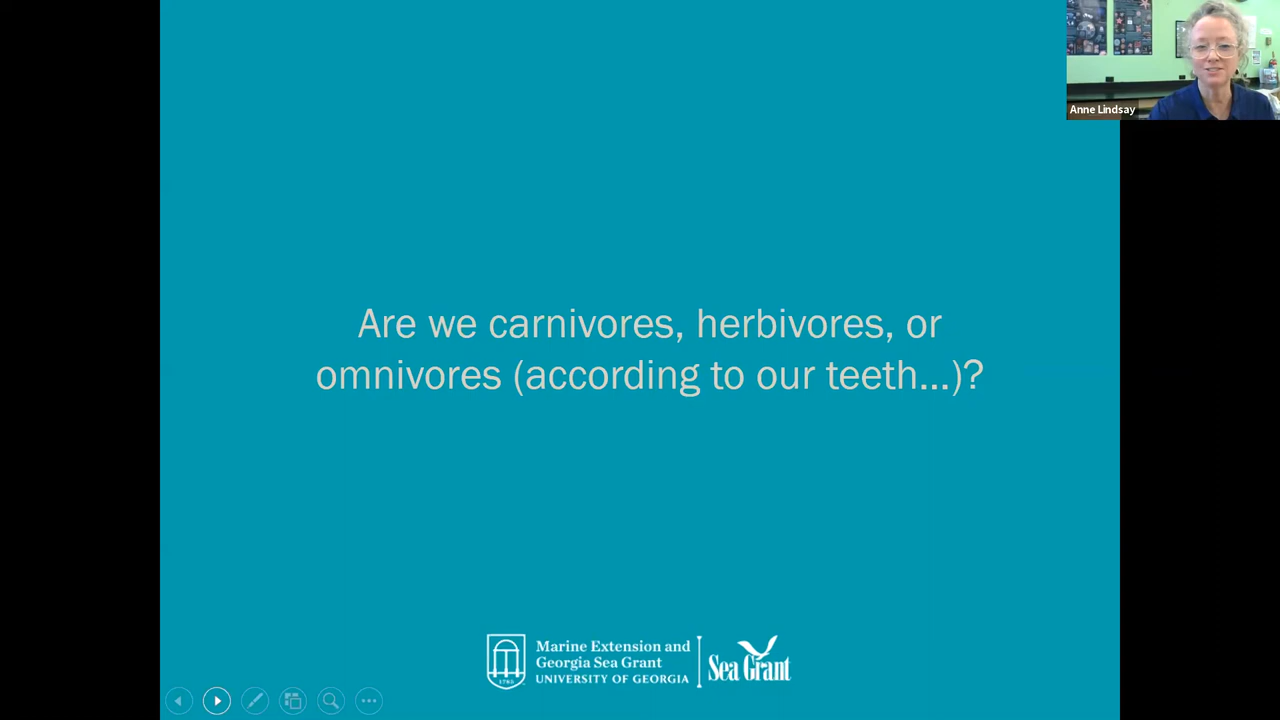 Anne Lindsay
Are we carnivores, herbivores, or
omnivores (according to our teeth...)?
1785
Marine Extension and
Georgia Sea Grant
UNIVERSITY OF GEORGIA
Sea Grant